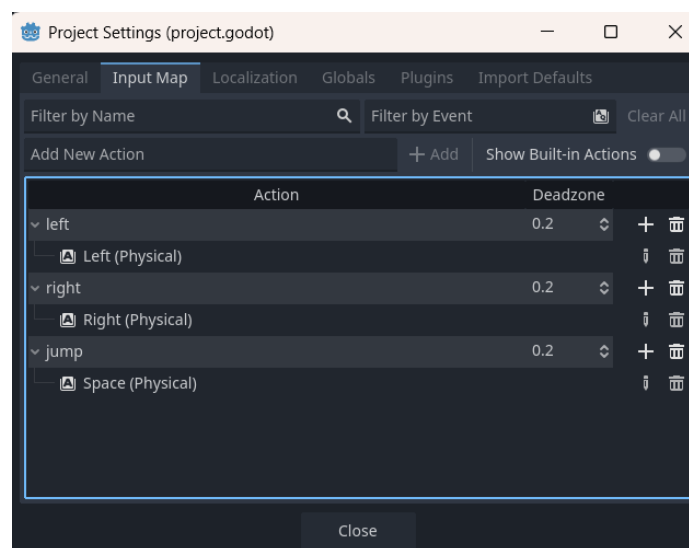 Project Settings (project.godot)
General Input Map Localization Globals Plugins Import Defaults
Filter by Name Filter by Event Clear All
Add New Action + Add Show Built-in Actions
Action Deadzone
left 0.2
Left (Physical)
right 0.2
Right (Physical)
jump 0.2
Space (Physical)
Close